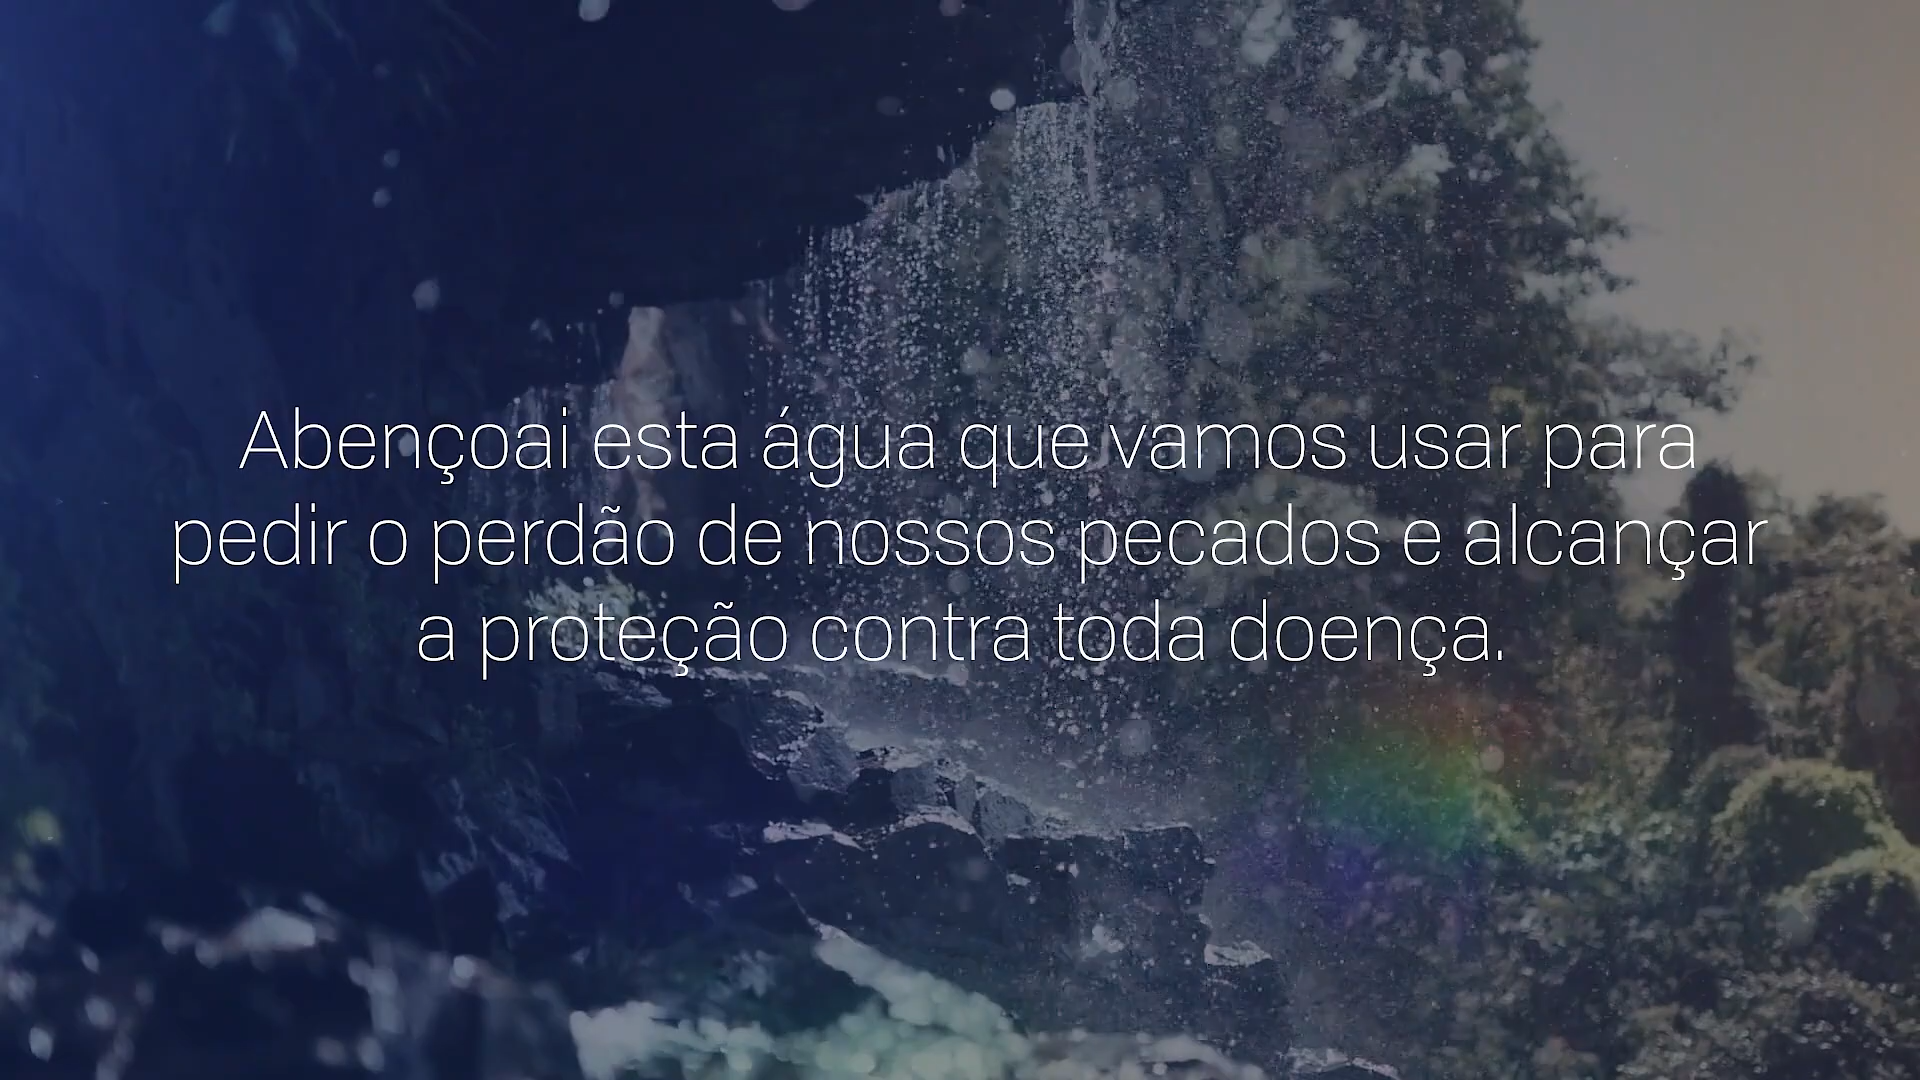 Abençoai esta água que vamos usar para
pedir o perdão de nossos pecados e alcançar
a proteção contra toda doença.